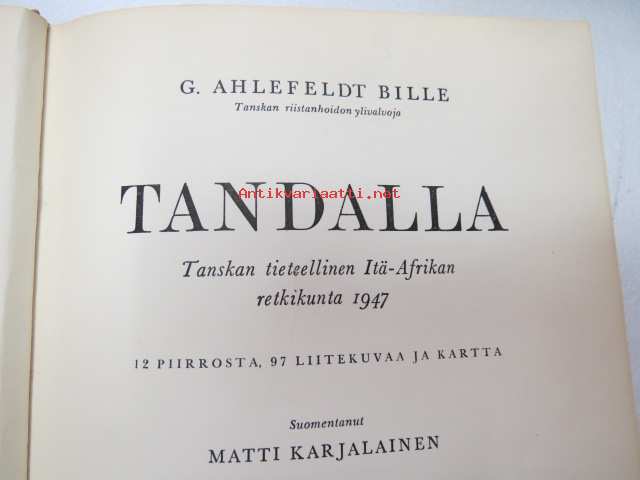 G. AHLEFELDT BILLE
Tanskan riistanhoidon ylivalvoja
TANDALLA
Antikvariaatti.net
Tanskan tieteellinen Itä-Afrikan
retkikunta 1947
12 PIIRROSTA, 97 LIITEKUVAA JA KARTTA
Suomentanut
MATTI KARJALAINEN